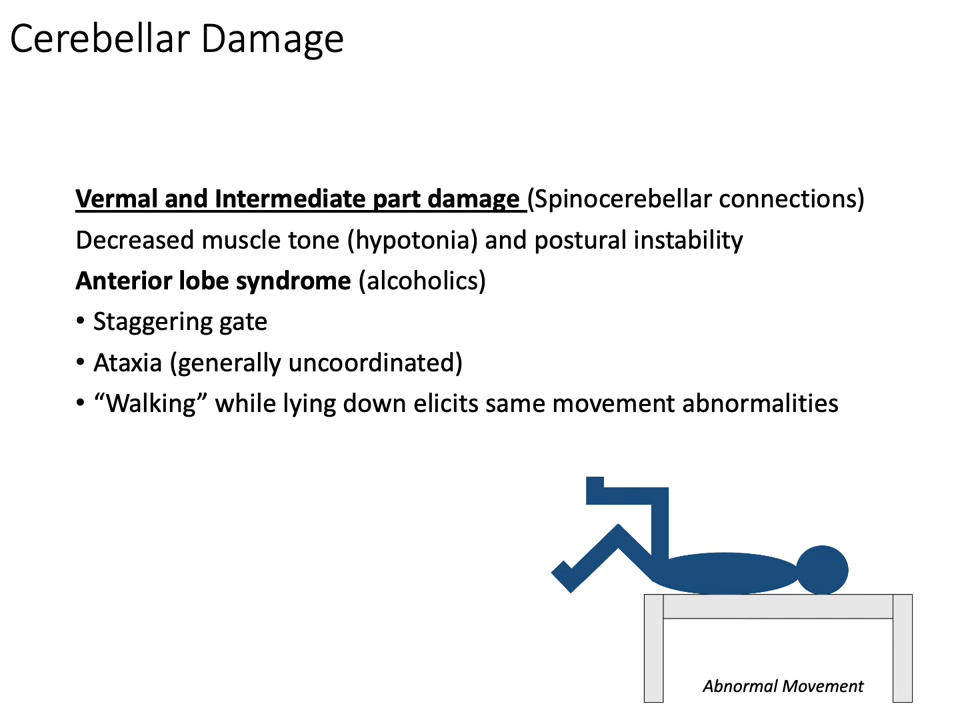 Cerebellar Damage
Vermal and Intermediate part damage (Spinocerebellar connections)
Decreased muscle tone (hypotonia) and postural instability
Anterior lobe syndrome (alcoholics)
• Staggering gate
• Ataxia (generally uncoordinated)
• “Walking” while lying down elicits same movement abnormalities
Abnormal Movement